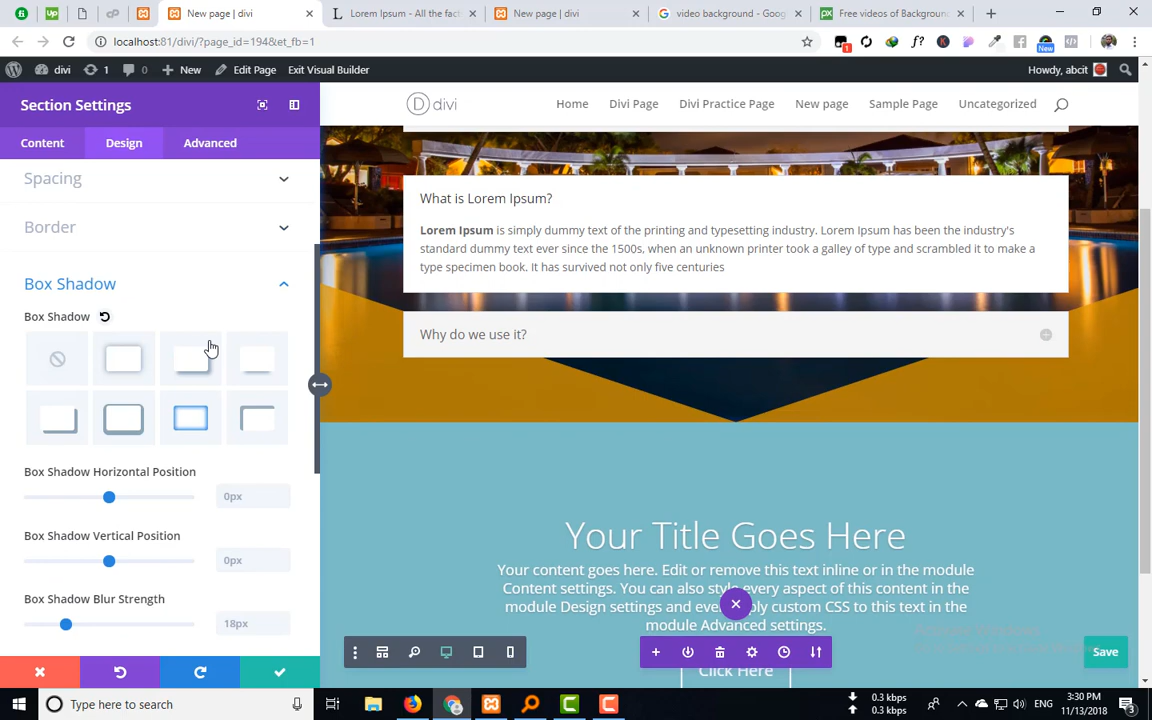 New page | divi
Lorem Ipsum - All the fact
New page | divi
video background - Goog
Free videos of Backgroun
localhost:81/divi/?page_id=194&et_fb=1
divi
1
0
New
Edit Page
Exit Visual Builder
Howdy, abcit
Section Settings
Content
Design
Advanced
Spacing
Border
Box Shadow
Box Shadow
Box Shadow Horizontal Position
0px
Box Shadow Vertical Position
0px
Box Shadow Blur Strength
18px
divi
Home
Divi Page
Divi Practice Page
New page
Sample Page
Uncategorized
What is Lorem Ipsum?
Lorem Ipsum is simply dummy text of the printing and typesetting industry. Lorem Ipsum has been the industry's
standard dummy text ever since the 1500s, when an unknown printer took a galley of type and scrambled it to make a
type specimen book. It has survived not only five centuries
Why do we use it?
Your Title Goes Here
Your content goes here. Edit or remove this text inline or in the module
Content settings. You can also style every aspect of this content in the
module Design settings and even apply custom CSS to this text in the
module Advanced settings.
Click Here
Save
Type here to search
0.3 kbps
0.3 kbps
ENG
3:30 PM
11/13/2018
3